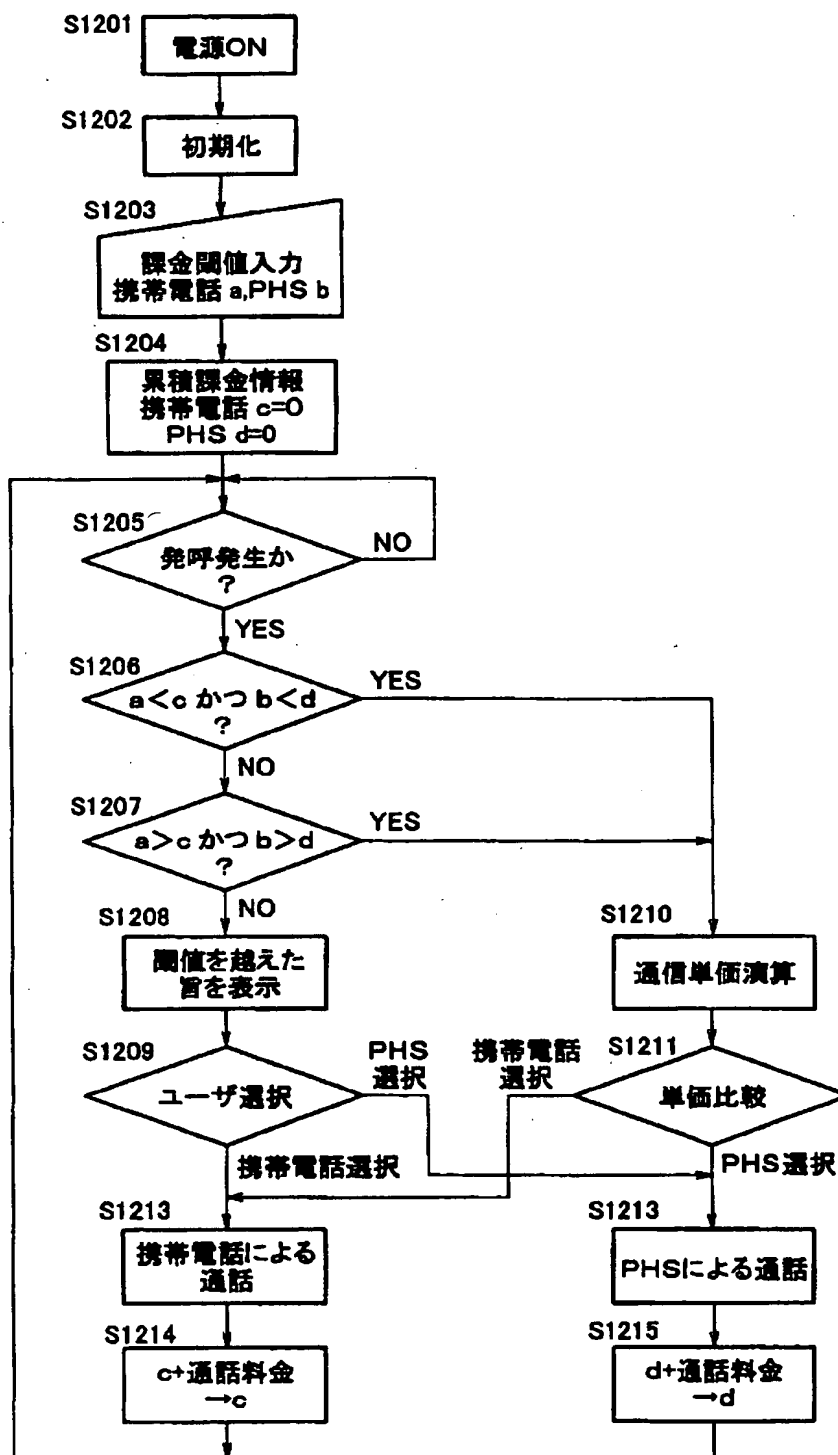 S1201
電源ON
S1202
初期化
S1203
課金閾値入力
携帯電話 a,PHS b
S1204
累積課金情報
携帯電話 c=0
PHS d=0
S1205
発呼発生か
?
NO
YES
S1206
a<c かつ b<d
?
YES
NO
S1207
a>c かつ b>d
?
YES
NO
S1208
閾値を越えた
旨を表示
S1210
通信単価演算
S1209
ユーザ選択
PHS
選択
携帯電話
選択
S1211
単価比較
携帯電話選択
PHS選択
S1213
携帯電話による
通話
S1213
PHSによる通話
S1214
c+通話料金
→c
S1215
d+通話料金
→d